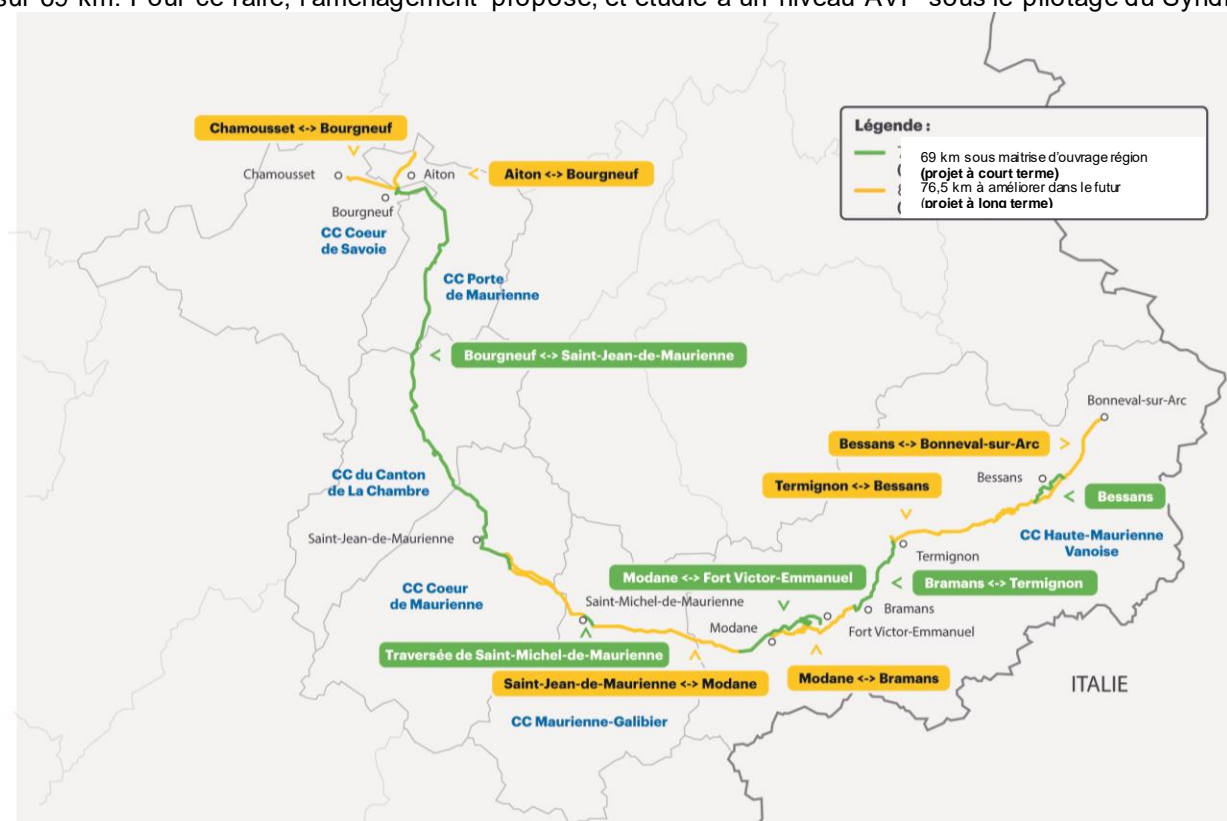 sur 69 km. Pour ce faire, l'aménagement proposé, et étudié à un niveau AVP sous le pilotage du Syndi
Chamousset <-> Bourgneuf
Chamousset
Aiton
Aiton <-> Bourgneuf
Bourgneuf
CC Coeur
de Savoie
CC Porte
de Maurienne
Légende :
69 km sous maitrise d'ouvrage région
(projet à court terme)
76,5 km à améliorer dans le futur
(projet à long terme)
Bourgneuf <-> Saint-Jean-de-Maurienne
Bonneval-sur-Arc
Bessans <-> Bonneval-sur-Arc
CC du Canton
de La Chambre
Termignon <-> Bessans
Bessans
Bessans
Saint-Jean-de-Maurienne
CC Haute-Maurienne
Vanoise
Termignon
Modane <-> Fort Victor-Emmanuel
Bramans <-> Termignon
CC Coeur
de Maurienne
Saint-Michel-de-Maurienne
Bramans
Modane
Fort Victor-Emmanuel
Traversée de Saint-Michel-de-Maurienne
Saint-Jean-de-Maurienne <-> Modane
Modane <-> Bramans
ITALIE
CC Maurienne-Galibier